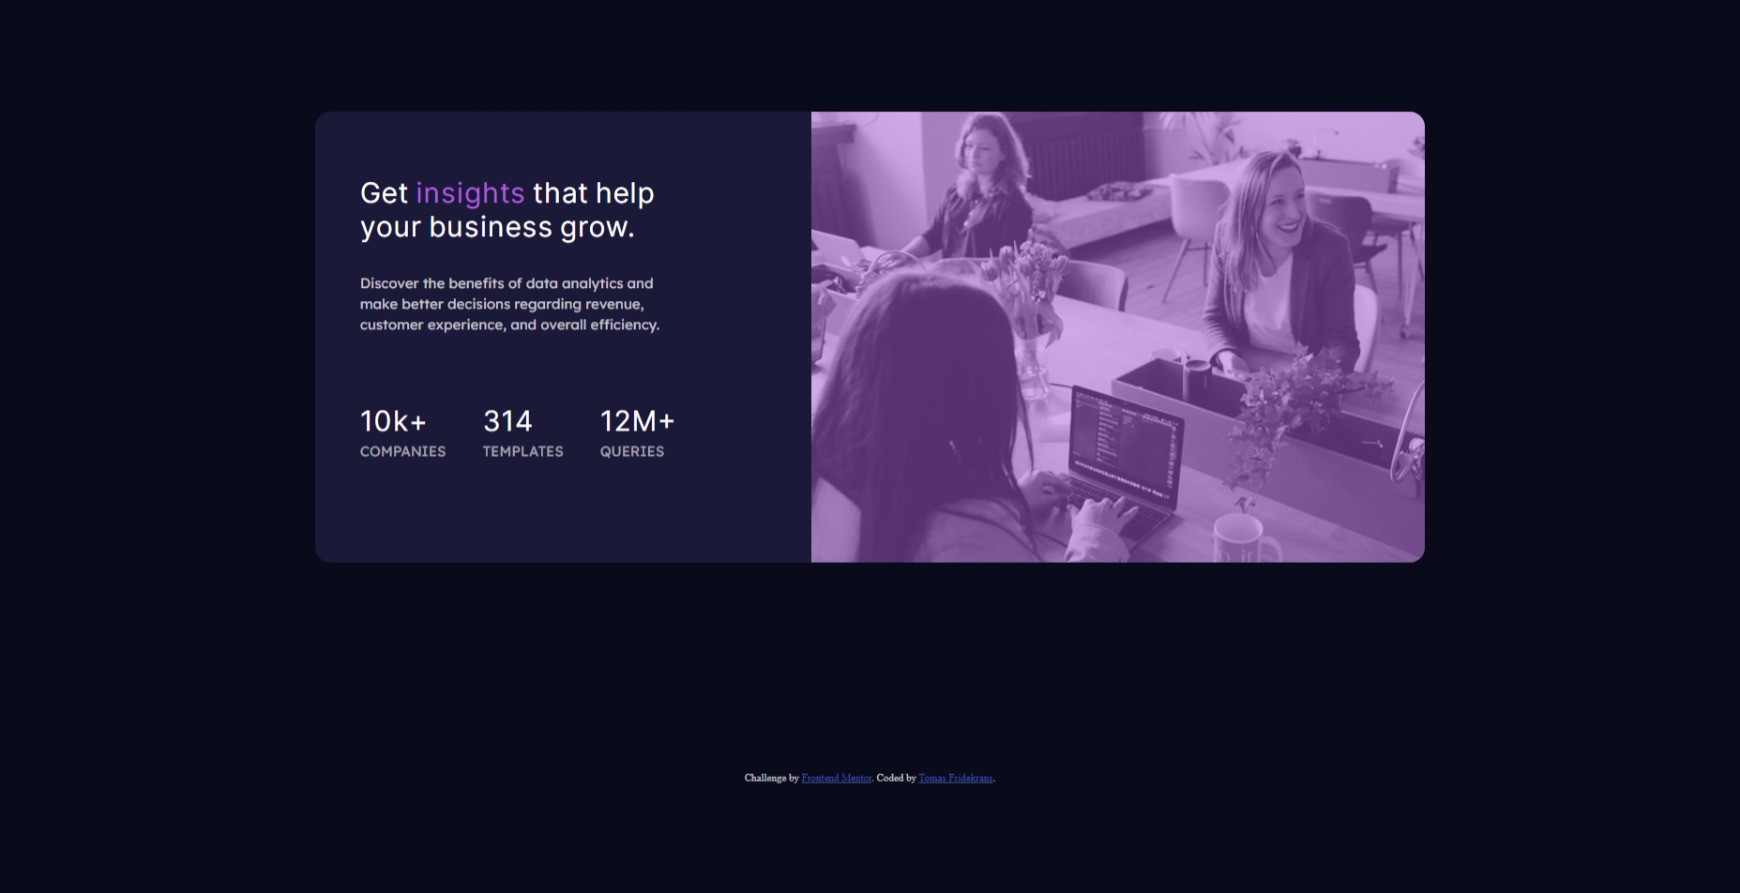 Get insights that help
your business grow.
Discover the benefits of data analytics and
make better decisions regarding revenue,
customer experience, and overall efficiency.
10k+ 314 12M+
COMPANIES TEMPLATES QUERIES
Challenge by Frontend Mentor. Coded by Tomas Fridekrans.